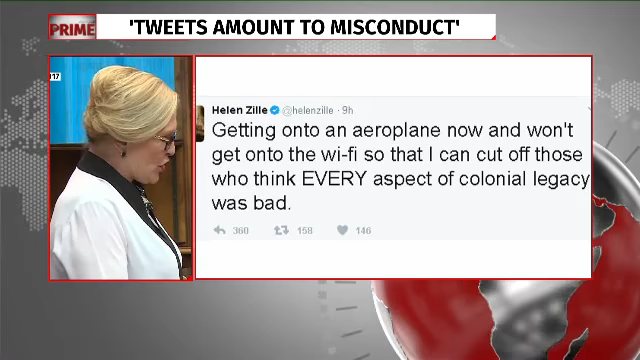 PRIME
'TWEETS AMOUNT TO MISCONDUCT'
17
Helen Zille @helenzille · 9h
Getting onto an aeroplane now and won't
get onto the wi-fi so that I can cut off those
who think EVERY aspect of colonial legacy
was bad.
360 158 146